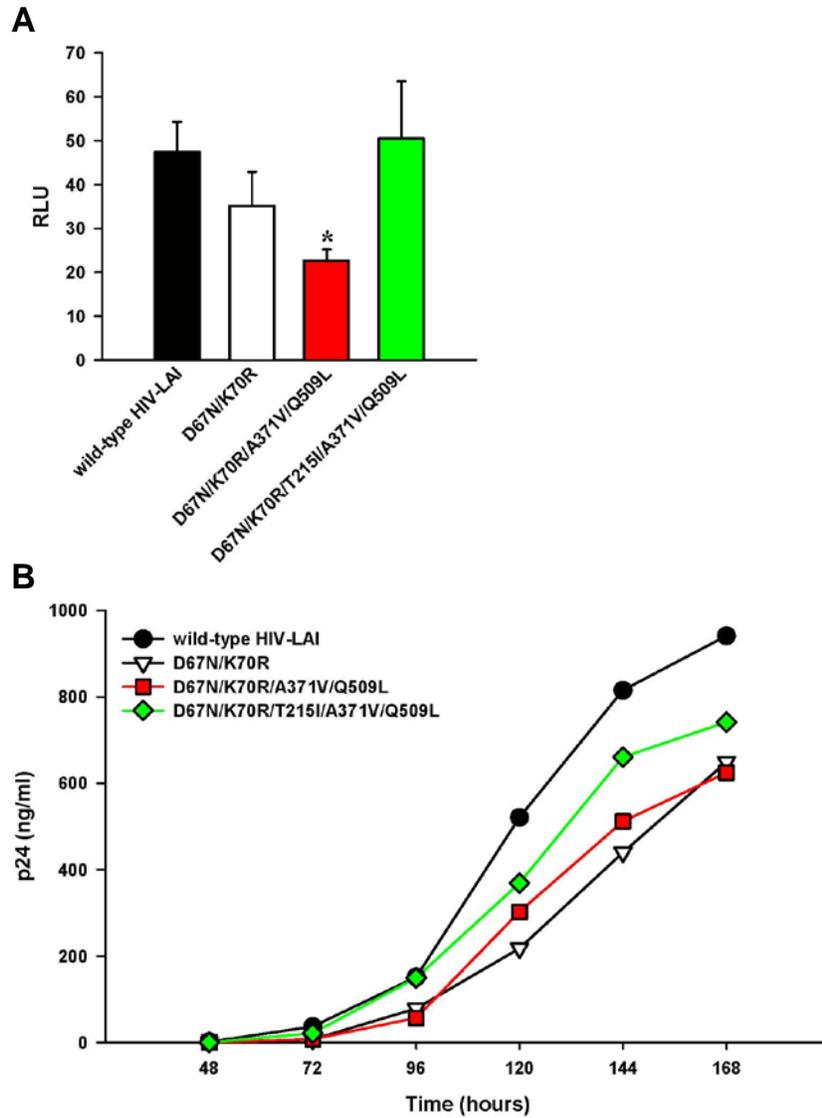 A
70
60
50
40
30
20
10
0
RLU
*
wild-type HIV-LAI
D67N/K70R
D67N/K70R/A371V/Q509L
D67N/K70R/T215I/A371V/Q509L
B
1000
800
600
400
200
0
p24 (ng/ml)
wild-type HIV-LAI
D67N/K70R
D67N/K70R/A371V/Q509L
D67N/K70R/T215I/A371V/Q509L
48 72 96 120 144 168
Time (hours)